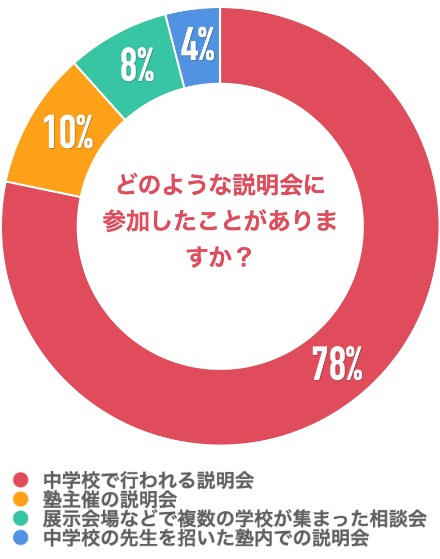 4%
8%
10%
どのような説明会に
参加したことがありま
すか？
78%
中学校で行われる説明会
塾主催の説明会
展示会場などで複数の学校が集まった相談会
中学校の先生を招いた塾内での説明会